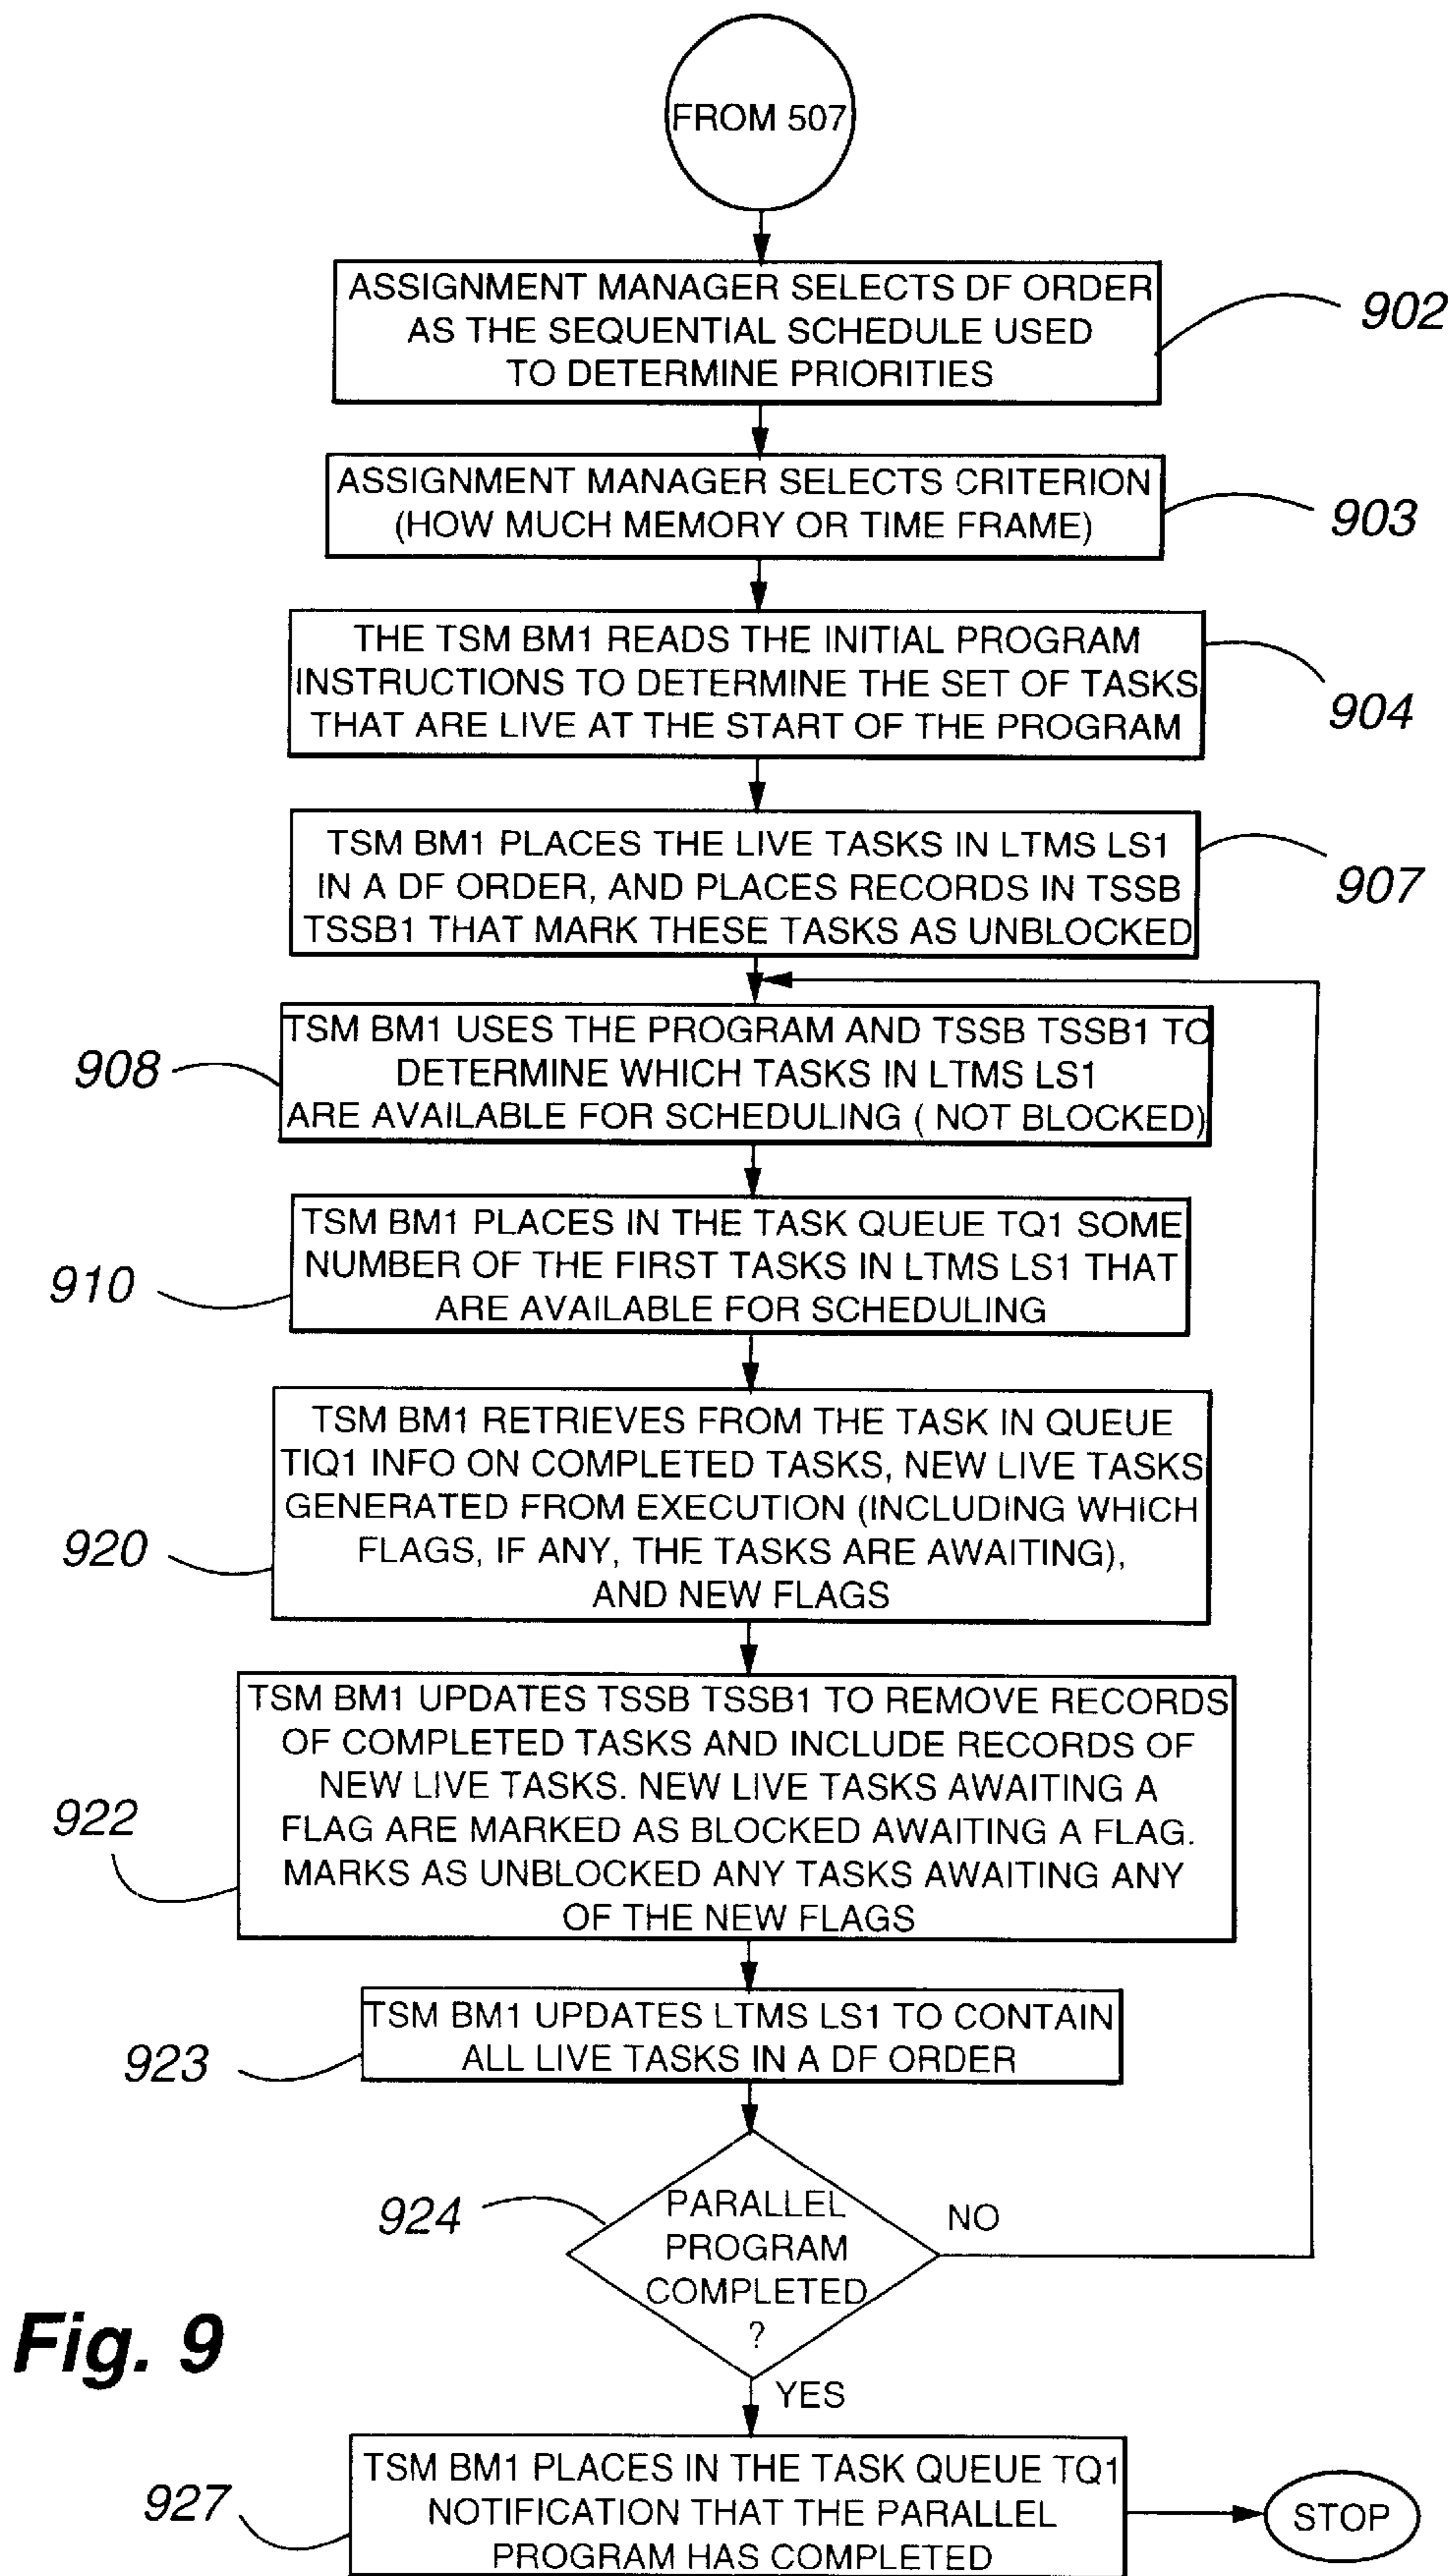 FROM 507
ASSIGNMENT MANAGER SELECTS DF ORDER
AS THE SEQUENTIAL SCHEDULE USED
TO DETERMINE PRIORITIES
902
ASSIGNMENT MANAGER SELECTS CRITERION
(HOW MUCH MEMORY OR TIME FRAME)
903
THE TSM BM1 READS THE INITIAL PROGRAM
INSTRUCTIONS TO DETERMINE THE SET OF TASKS
THAT ARE LIVE AT THE START OF THE PROGRAM
904
TSM BM1 PLACES THE LIVE TASKS IN LTMS LS1
IN A DF ORDER, AND PLACES RECORDS IN TSSB
TSSB1 THAT MARK THESE TASKS AS UNBLOCKED
907
TSM BM1 USES THE PROGRAM AND TSSB TSSB1 TO
DETERMINE WHICH TASKS IN LTMS LS1
ARE AVAILABLE FOR SCHEDULING ( NOT BLOCKED)
908
TSM BM1 PLACES IN THE TASK QUEUE TQ1 SOME
NUMBER OF THE FIRST TASKS IN LTMS LS1 THAT
ARE AVAILABLE FOR SCHEDULING
910
TSM BM1 RETRIEVES FROM THE TASK IN QUEUE
TIQ1 INFO ON COMPLETED TASKS, NEW LIVE TASKS
GENERATED FROM EXECUTION (INCLUDING WHICH
FLAGS, IF ANY, THE TASKS ARE AWAITING),
AND NEW FLAGS
920
TSM BM1 UPDATES TSSB TSSB1 TO REMOVE RECORDS
OF COMPLETED TASKS AND INCLUDE RECORDS OF
NEW LIVE TASKS. NEW LIVE TASKS AWAITING A
FLAG ARE MARKED AS BLOCKED AWAITING A FLAG.
MARKS AS UNBLOCKED ANY TASKS AWAITING ANY
OF THE NEW FLAGS
922
TSM BM1 UPDATES LTMS LS1 TO CONTAIN
ALL LIVE TASKS IN A DF ORDER
923
PARALLEL
PROGRAM
COMPLETED
?
924
NO
YES
Fig. 9
TSM BM1 PLACES IN THE TASK QUEUE TQ1
NOTIFICATION THAT THE PARALLEL
PROGRAM HAS COMPLETED
927
STOP